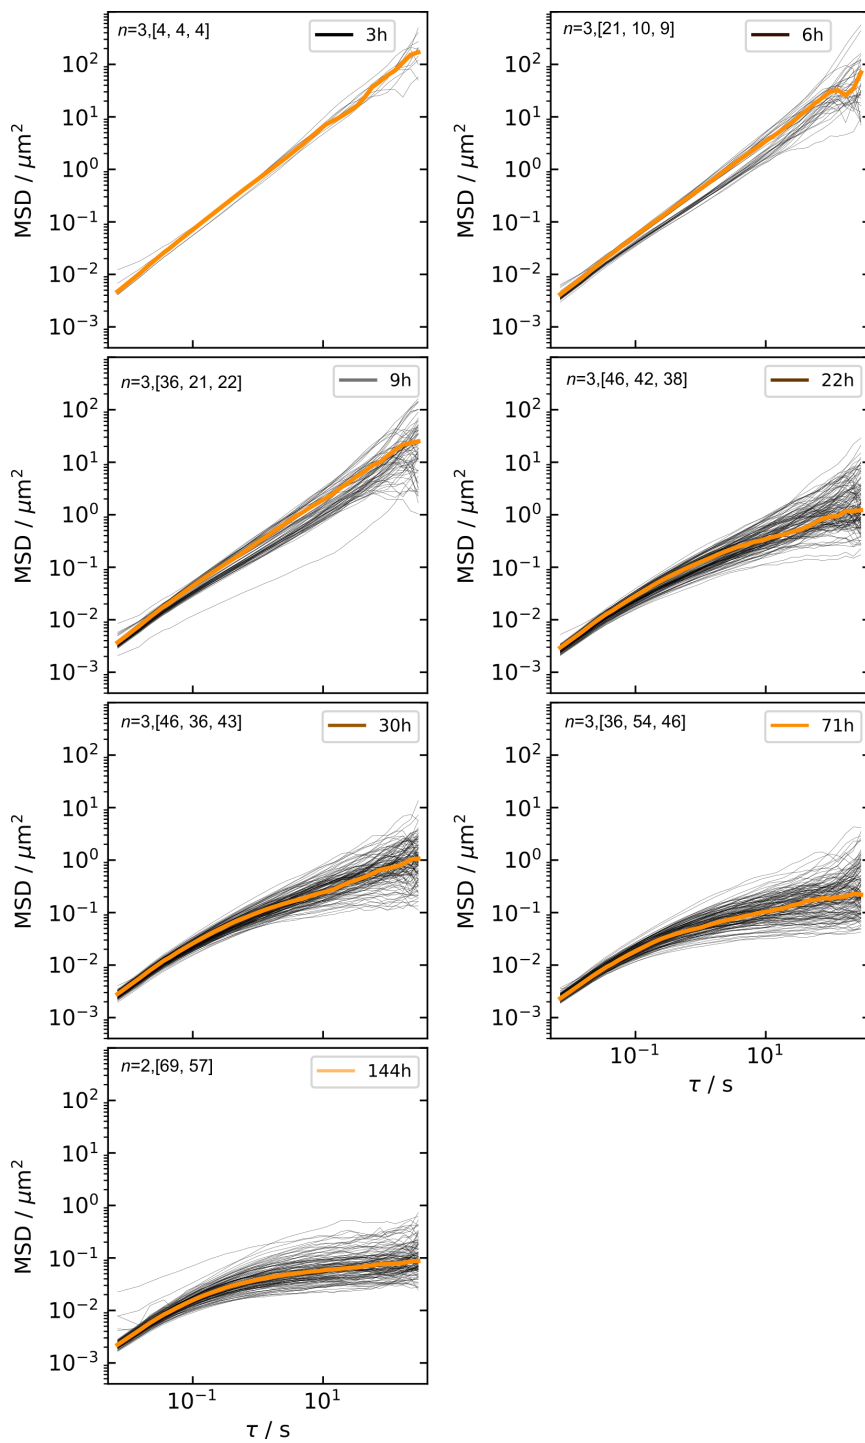 n=3,[4, 4, 4]
3h
10²
10¹
10⁰
10⁻¹
10⁻²
10⁻³
MSD / μm²
n=3,[21, 10, 9]
6h
10²
10¹
10⁰
10⁻¹
10⁻²
10⁻³
MSD / μm²
n=3,[36, 21, 22]
9h
10²
10¹
10⁰
10⁻¹
10⁻²
10⁻³
MSD / μm²
n=3,[46, 42, 38]
22h
10²
10¹
10⁰
10⁻¹
10⁻²
10⁻³
MSD / μm²
n=3,[46, 36, 43]
30h
10²
10¹
10⁰
10⁻¹
10⁻²
10⁻³
MSD / μm²
n=3,[36, 54, 46]
71h
10²
10¹
10⁰
10⁻¹
10⁻²
10⁻³
MSD / μm²
10⁻¹
10¹
τ / s
n=2,[69, 57]
144h
10²
10¹
10⁰
10⁻¹
10⁻²
10⁻³
MSD / μm²
10⁻¹
10¹
τ / s